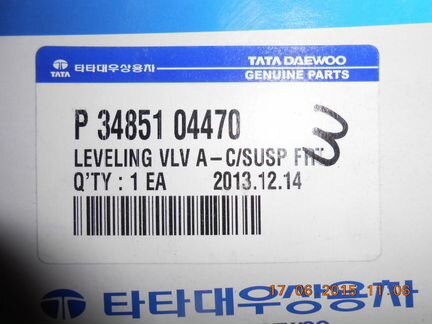 TATA 타타대우상용차 TATA DAEWOO
GENUINE PARTS
P 34851 04470
LEVELING VLV A-C/SUSP FRT
Q'TY : 1 EA 2013.12.14
3
17 06 2015 11:06
타타대우상용차